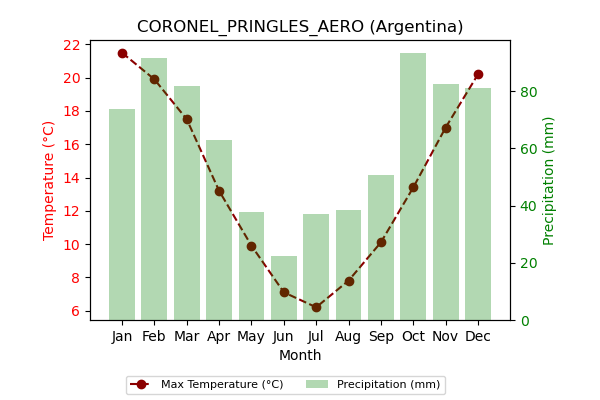 CORONEL_PRINGLES_AERO (Argentina)
22
20
18
16
14
12
10
8
6
Temperature (°C)
80
60
40
20
0
Precipitation (mm)
Jan Feb Mar Apr May Jun Jul Aug Sep Oct Nov Dec
Month
Max Temperature (°C) Precipitation (mm)